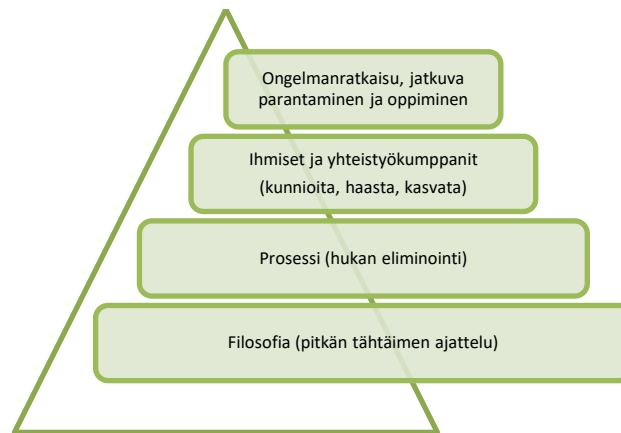 Ongelmanratkaisu, jatkuva
parantaminen ja oppiminen
Ihmiset ja yhteistyökumppanit
(kunnioita, haasta, kasvata)
Prosessi (hukan eliminointi)
Filosofia (pitkän tähtäimen ajattelu)